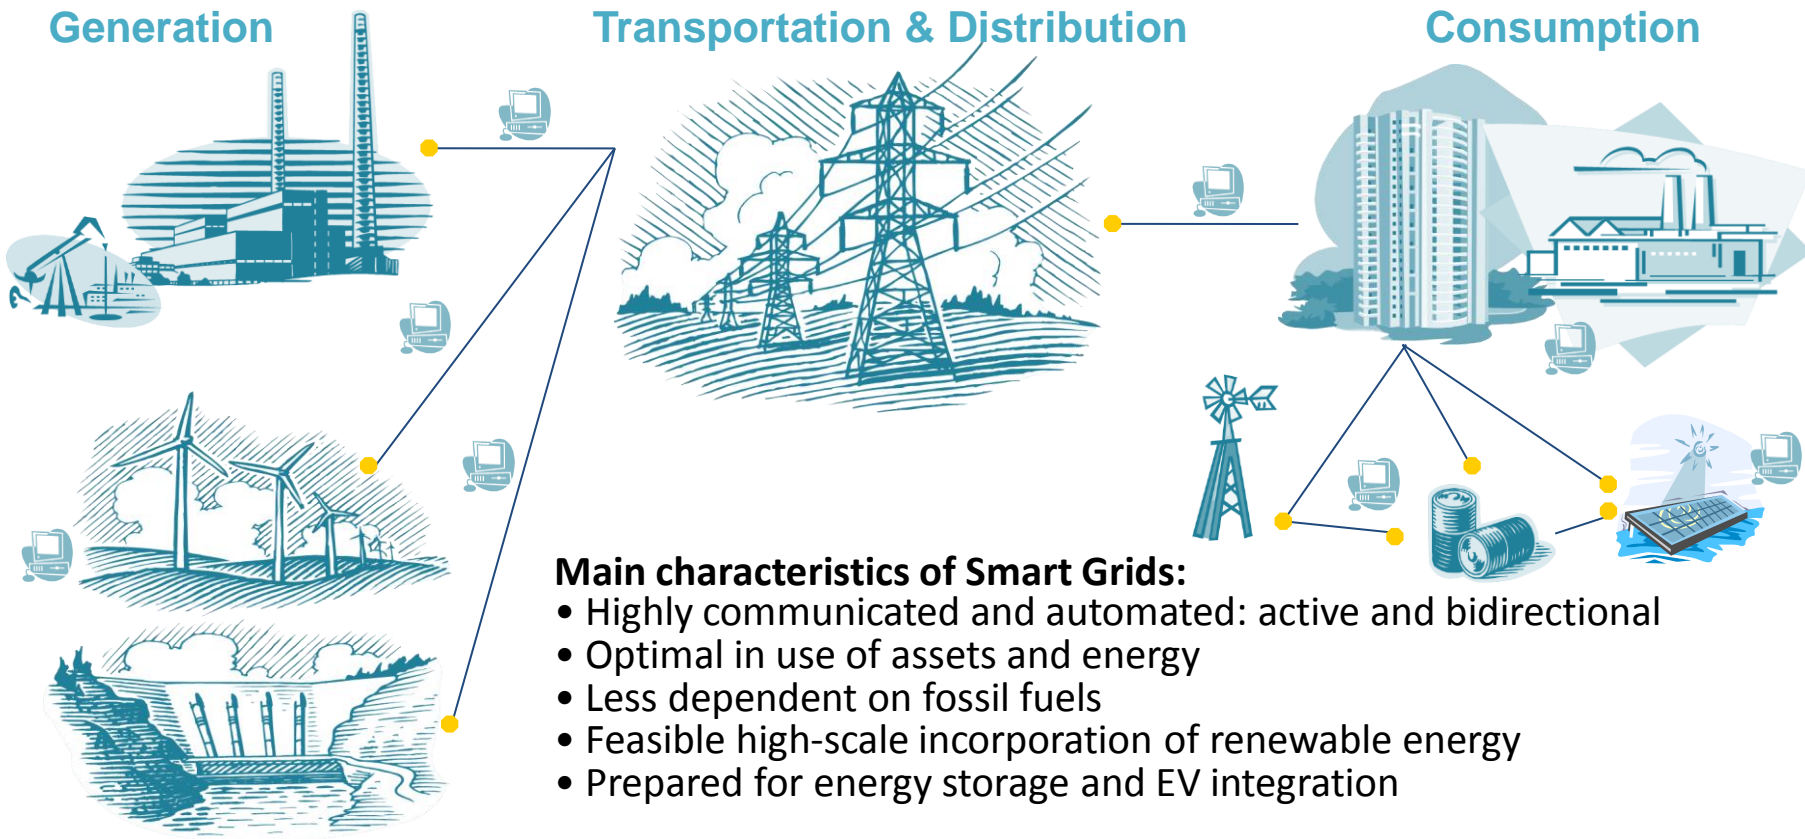 Generation
Transportation & Distribution
Consumption
Main characteristics of Smart Grids:
• Highly communicated and automated: active and bidirectional
• Optimal in use of assets and energy
• Less dependent on fossil fuels
• Feasible high-scale incorporation of renewable energy
• Prepared for energy storage and EV integration